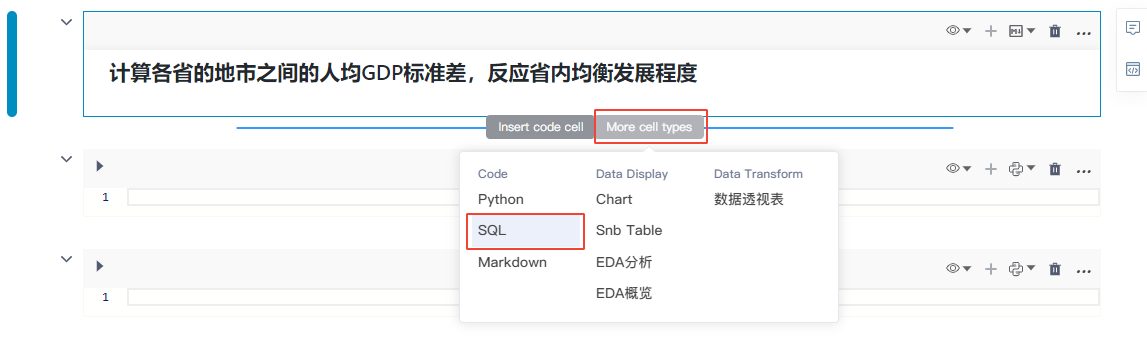 计算各省的地市之间的人均GDP标准差，反应省内均衡发展程度
Insert code cell
More cell types
Code
Data Display
Data Transform
Python
Chart
数据透视表
SQL
Snb Table
Markdown
EDA分析
EDA概览
1
1